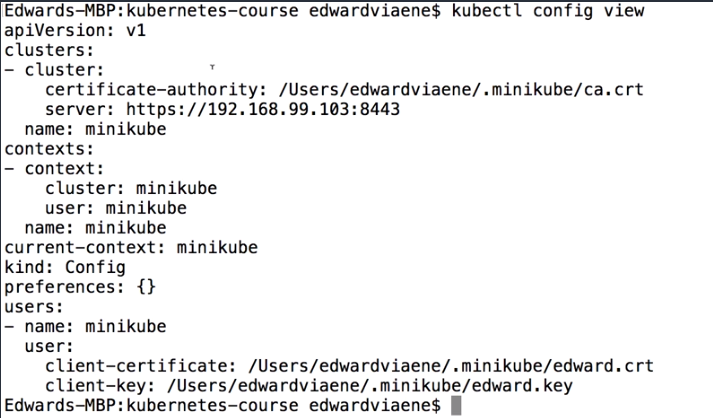 Edwards-MBP:kubernetes-course edwardviaene$ kubectl config view
apiVersion: v1
clusters:
- cluster:
    certificate-authority: /Users/edwardviaene/.minikube/ca.crt
    server: https://192.168.99.103:8443
  name: minikube
contexts:
- context:
    cluster: minikube
    user: minikube
  name: minikube
current-context: minikube
kind: Config
preferences: {}
users:
- name: minikube
  user:
    client-certificate: /Users/edwardviaene/.minikube/edward.crt
    client-key: /Users/edwardviaene/.minikube/edward.key
Edwards-MBP:kubernetes-course edwardviaene$